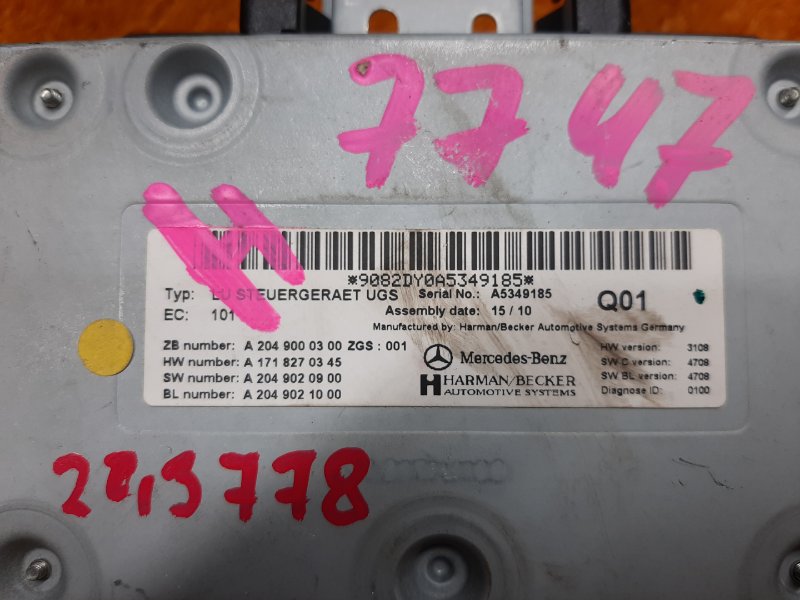 7747
H
*9082DY0A5349185*
Typ: STEUERGERAET UGS Serial No.: A5349185
EC: 101 Assembly date: 15 / 10 Q01
Manufactured by: Harman/Becker Automotive Systems Germany
ZB number: A 204 900 03 00 ZGS : 001
HW number: A 171 827 03 45
SW number: A 204 902 09 00
BL number: A 204 902 10 00
Mercedes-Benz
HARMAN/BECKER
AUTOMOTIVE SYSTEMS
HW version: 3108
SW C version: 4708
SW BL version: 4708
Diagnose ID: 0100